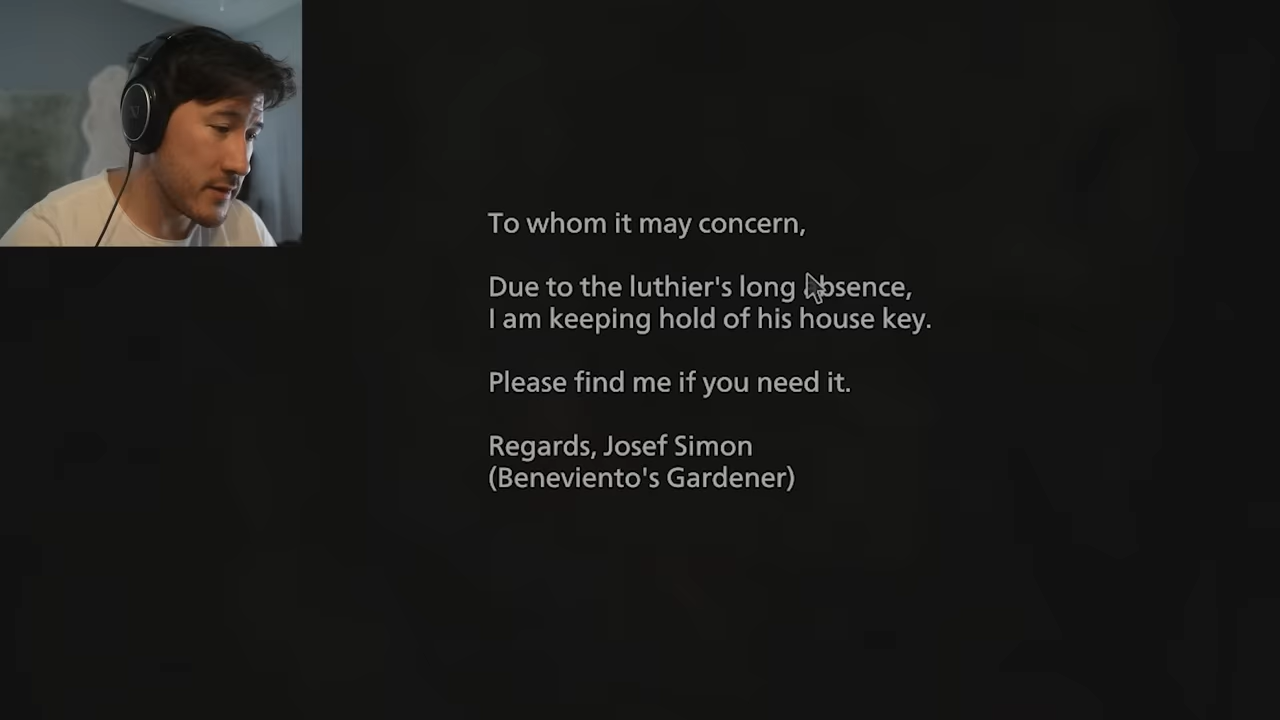 To whom it may concern,
Due to the luthier's long absence,
I am keeping hold of his house key.
Please find me if you need it.
Regards, Josef Simon
(Beneviento's Gardener)